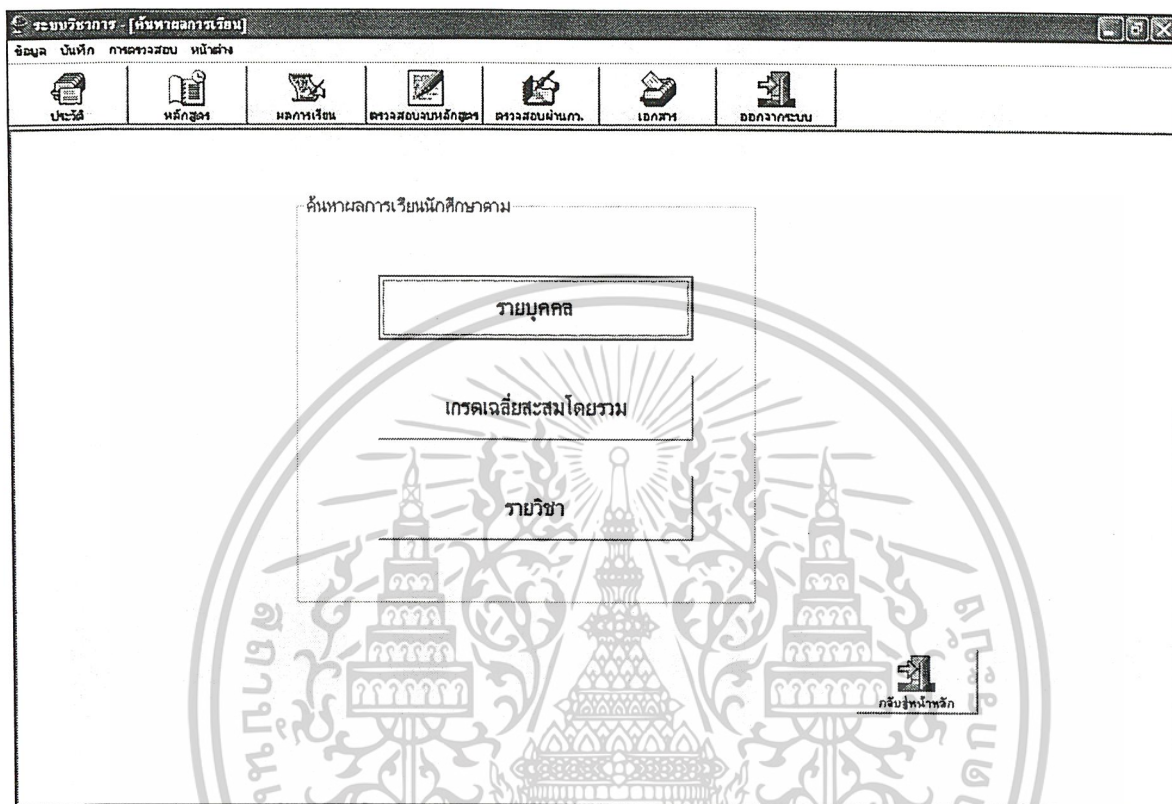 ระบบวิชาการ - [ค้นหาผลการเรียน]
ข้อมูล บันทึก การตรวจสอบ หน้าต่าง
ประวัติ หลักสูตร ผลการเรียน ตรวจสอบจบหลักสูตร ตรวจสอบผ่านกว. เอกสาร ออกจากระบบ
ค้นหาผลการเรียนนักศึกษาตาม
รายบุคคล
เกรดเฉลี่ยสะสมโดยรวม
รายวิชา
กลับสู่หน้าหลัก